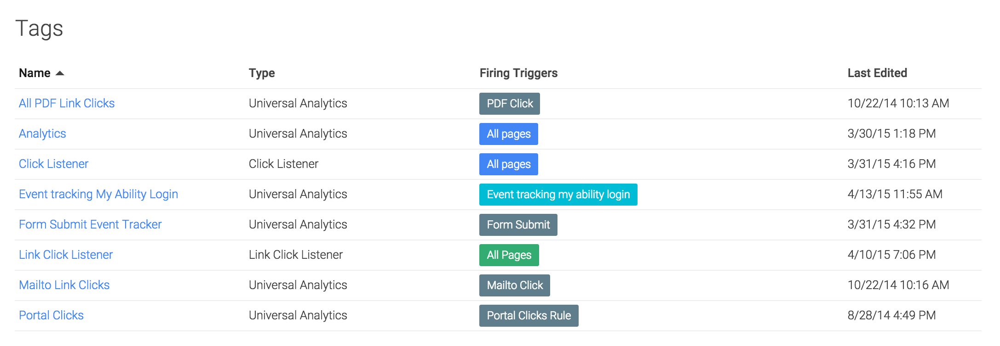 Tags
Name Type Firing Triggers Last Edited
All PDF Link Clicks Universal Analytics PDF Click 10/22/14 10:13 AM
Analytics Universal Analytics All pages 3/30/15 1:18 PM
Click Listener Click Listener All pages 3/31/15 4:16 PM
Event tracking My Ability Login Universal Analytics Event tracking my ability login 4/13/15 11:55 AM
Form Submit Event Tracker Universal Analytics Form Submit 3/31/15 4:32 PM
Link Click Listener Link Click Listener All Pages 4/10/15 7:06 PM
Mailto Link Clicks Universal Analytics Mailto Click 10/22/14 10:16 AM
Portal Clicks Universal Analytics Portal Clicks Rule 8/28/14 4:49 PM